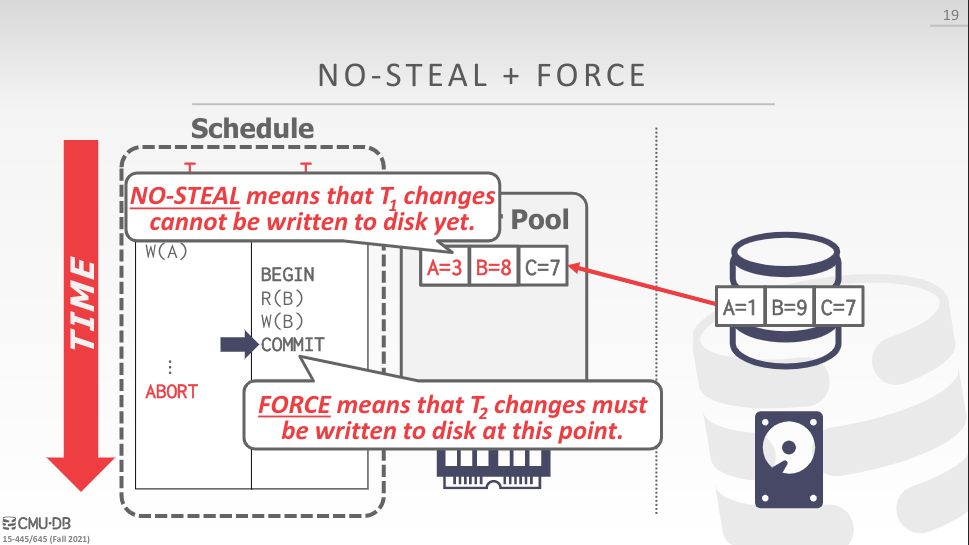 19
NO-STEAL + FORCE
Schedule
T T
NO-STEAL means that T1 changes
cannot be written to disk yet.
Pool
W(A)
BEGIN
R(B)
W(B)
COMMIT
⋮
ABORT
TIME
A=3 B=8 C=7
A=1 B=9 C=7
FORCE means that T2 changes must
be written to disk at this point.
CMU·DB
15-445/645 (Fall 2021)